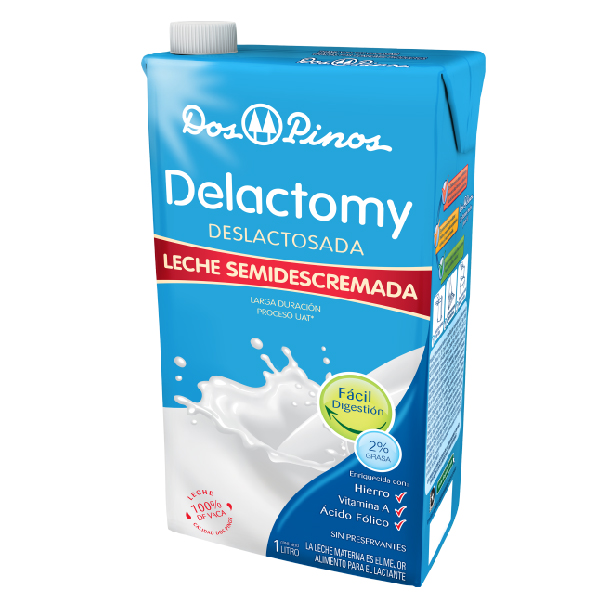 Dos Pinos
Delactomy
DESLACTOSADA
LECHE SEMIDESCREMADA
LARGA DURACIÓN
PROCESO UAT*
Fácil
Digestión
2%
GRASA
Enriquecida con:
Hierro
Vitamina A
Ácido Fólico
SIN PRESERVANTES
LECHE
100%
DE VACA
1
LITRO
LA LECHE MATERNA ES EL MEJOR
ALIMENTO PARA EL LACTANTE